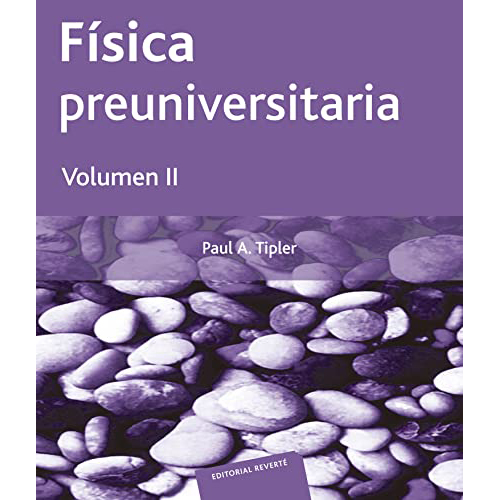 Física
preuniversitaria
Volumen II
Paul A. Tipler
EDITORIAL REVERTÉ